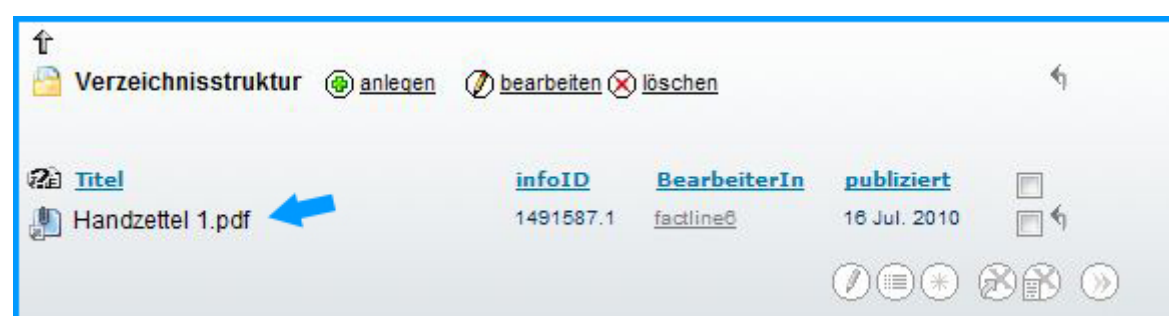 Verzeichnisstruktur anlegen bearbeiten löschen
Titel infoID BearbeiterIn publiziert
Handzettel 1.pdf 1491587.1 factline6 16 Jul. 2010